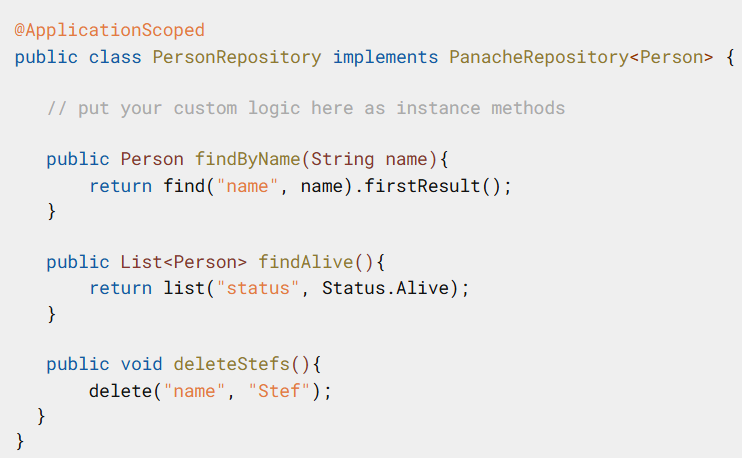 @ApplicationScoped
public class PersonRepository implements PanacheRepository<Person> {
// put your custom logic here as instance methods
public Person findByName(String name){
return find("name", name).firstResult();
}
public List<Person> findAlive(){
return list("status", Status.Alive);
}
public void deleteStefs(){
delete("name", "Stef");
}
}